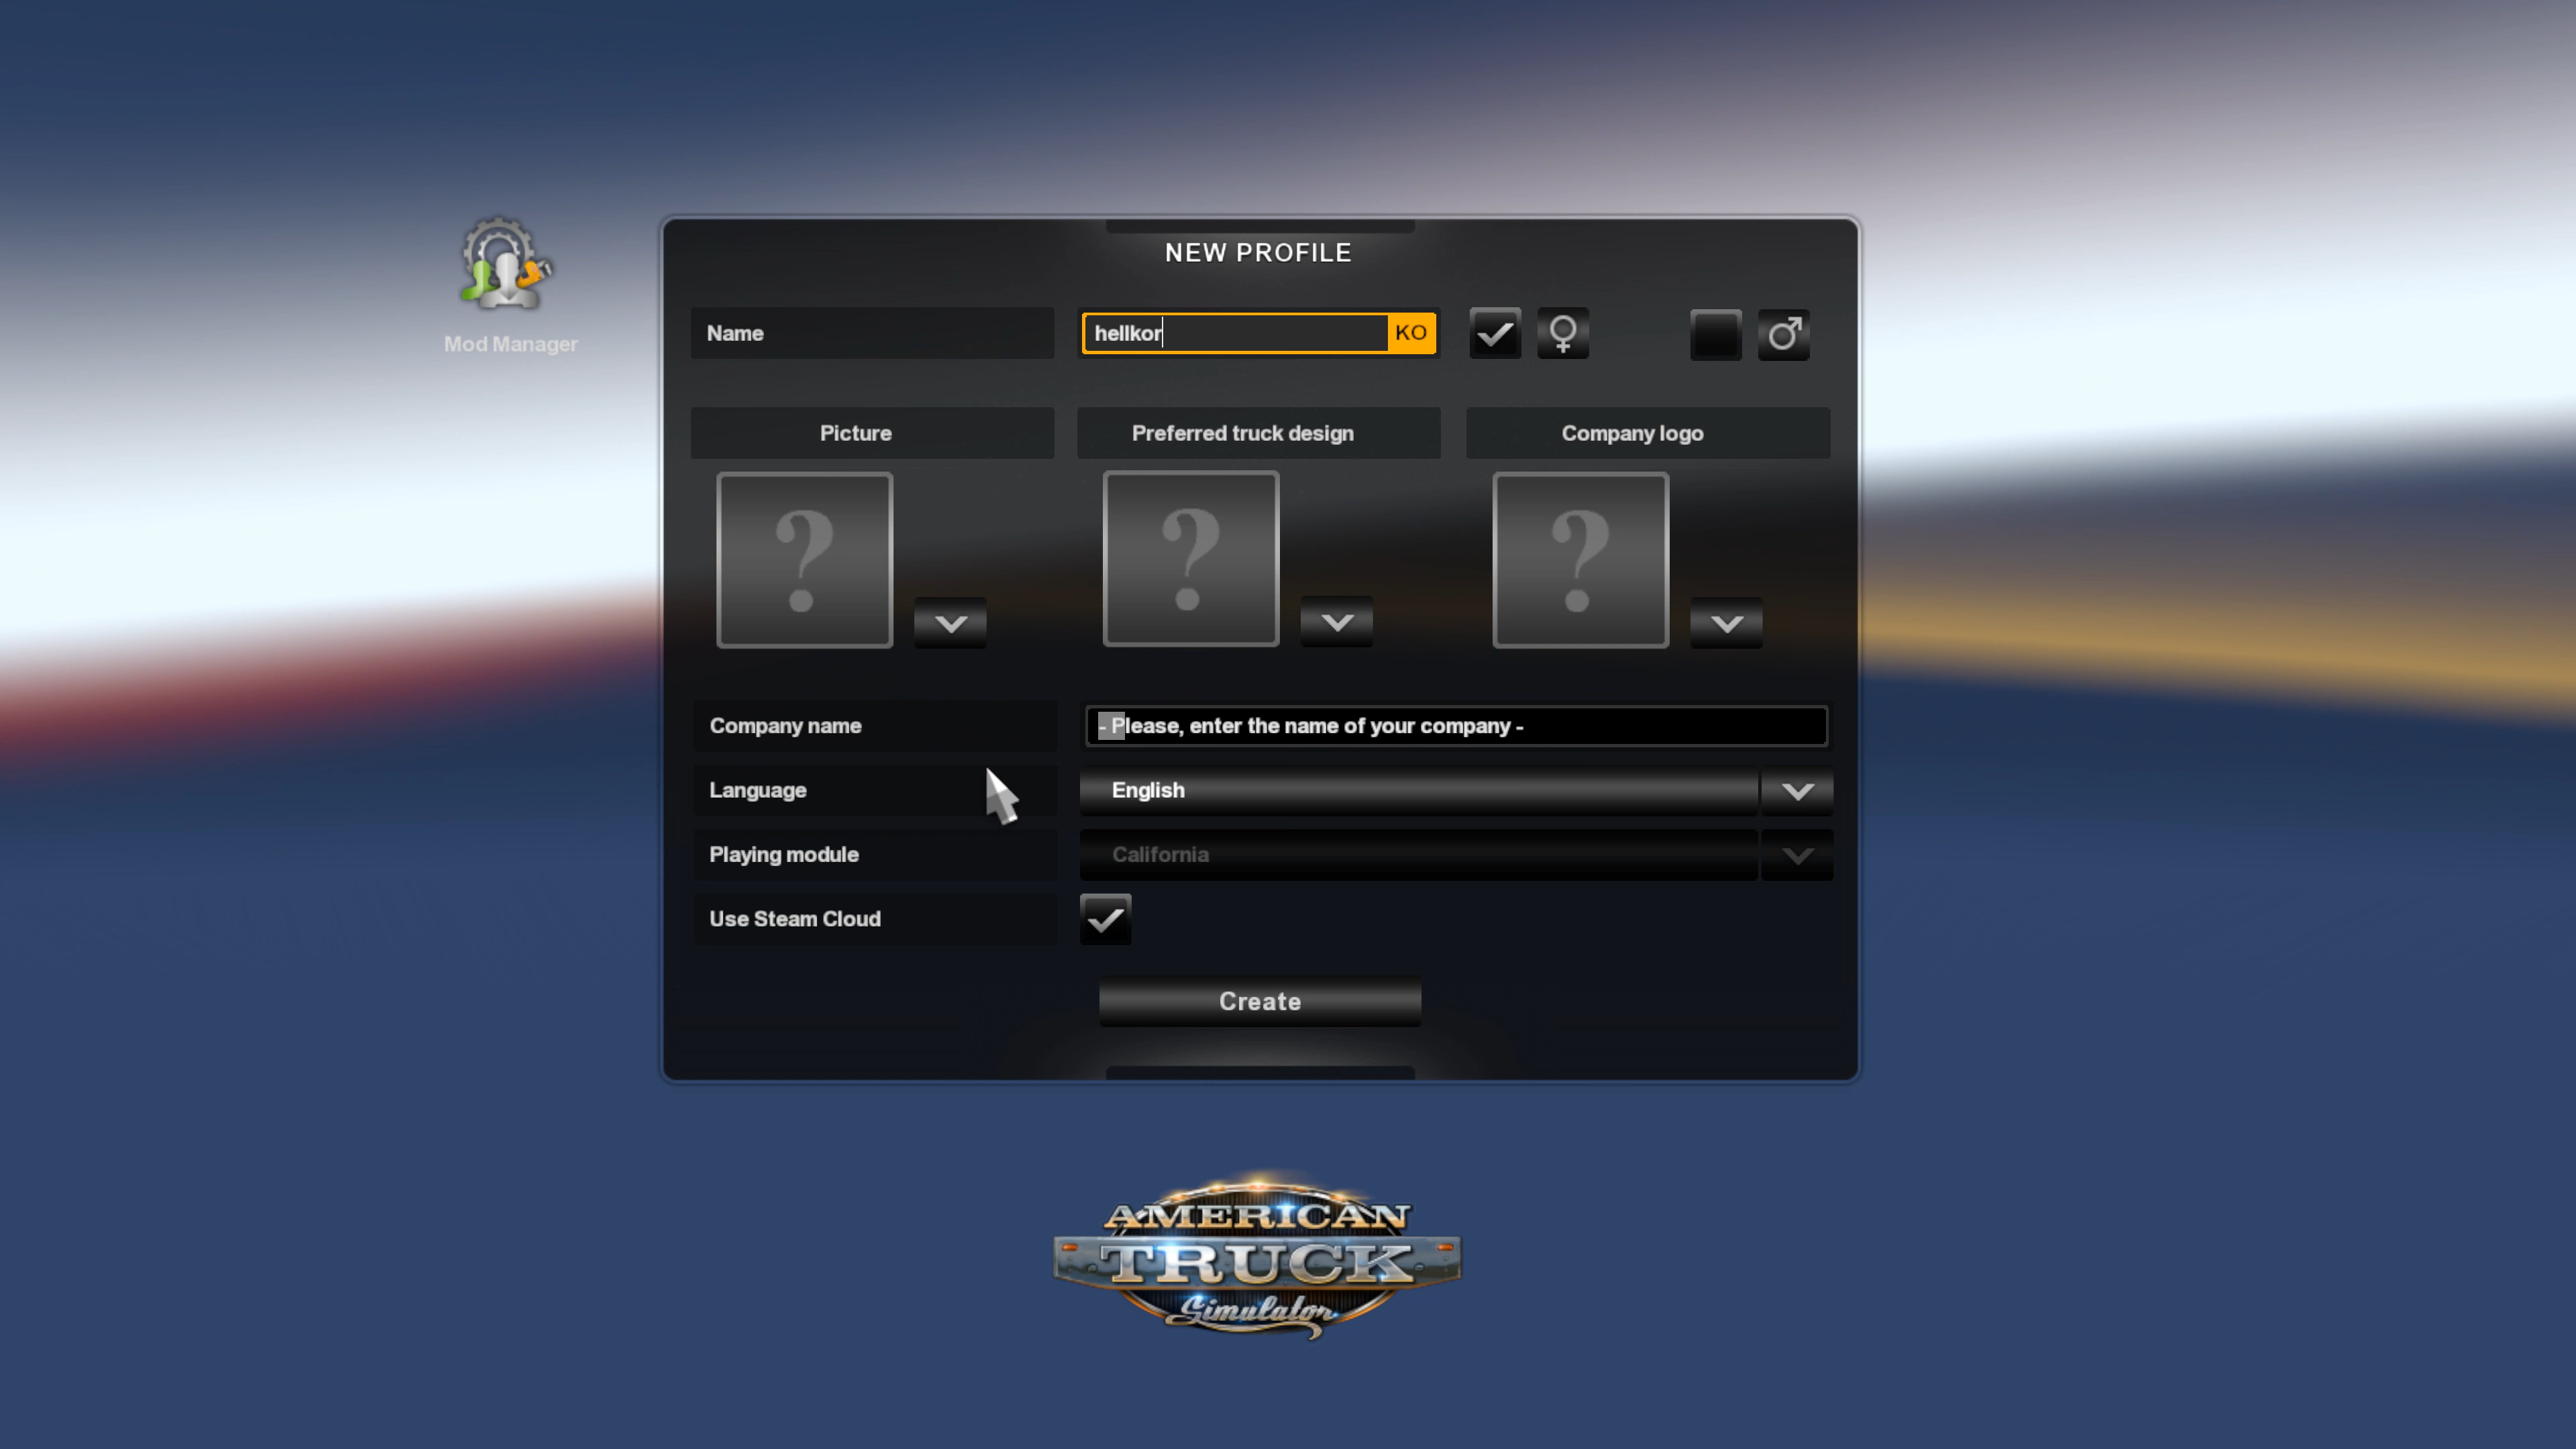 Mod Manager
NEW PROFILE
Name
hellkor
KO
Picture
Preferred truck design
Company logo
?
?
?
Company name
- Please, enter the name of your company -
Language
English
Playing module
California
Use Steam Cloud
Create
AMERICAN
TRUCK
Simulator